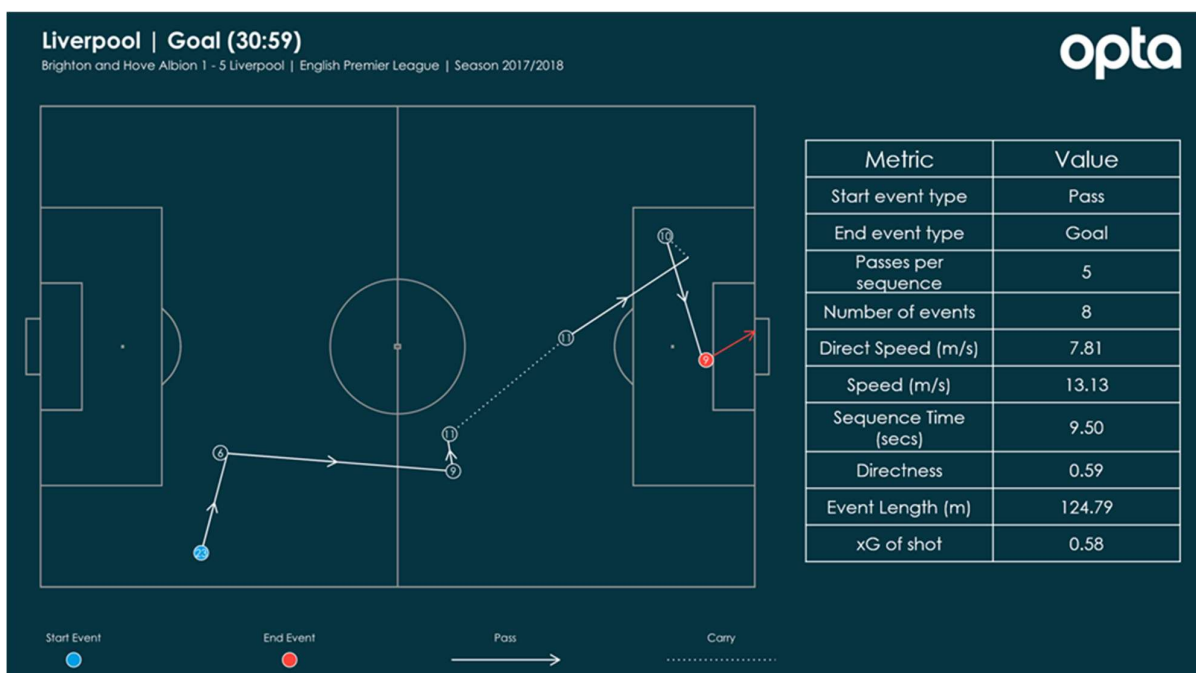 Liverpool | Goal (30:59)
Brighton and Hove Albion 1 - 5 Liverpool | English Premier League | Season 2017/2018
opta
Metric Value
Start event type Pass
End event type Goal
Passes per
sequence 5
Number of events 8
Direct Speed (m/s) 7.81
Speed (m/s) 13.13
Sequence Time
(secs) 9.50
Directness 0.59
Event Length (m) 124.79
xG of shot 0.58
10
11
9
11
6
9
23
Start Event
End Event
Pass
Carry